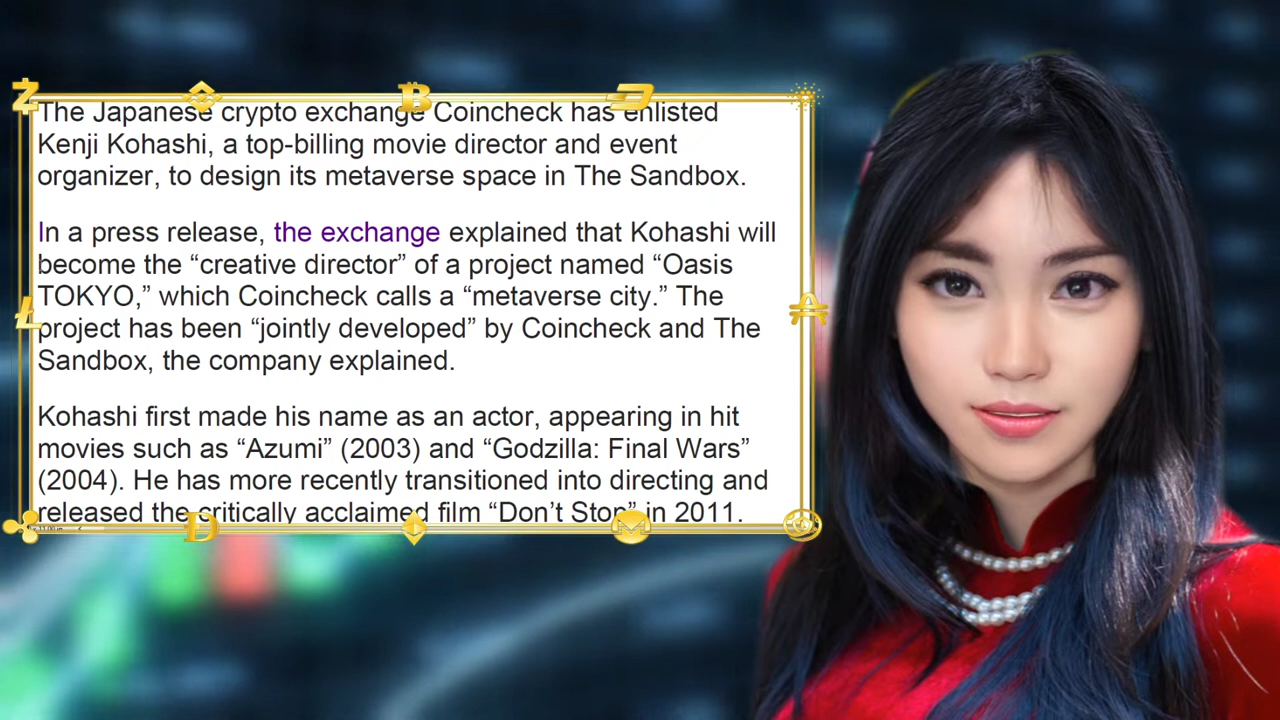 The Japanese crypto exchange Coincheck has enlisted
Kenji Kohashi, a top-billing movie director and event
organizer, to design its metaverse space in The Sandbox.
In a press release, the exchange explained that Kohashi will
become the “creative director” of a project named “Oasis
TOKYO,” which Coincheck calls a “metaverse city.” The
project has been “jointly developed” by Coincheck and The
Sandbox, the company explained.
Kohashi first made his name as an actor, appearing in hit
movies such as “Azumi” (2003) and “Godzilla: Final Wars”
(2004). He has more recently transitioned into directing and
released the critically acclaimed film “Don’t Stop” in 2011.